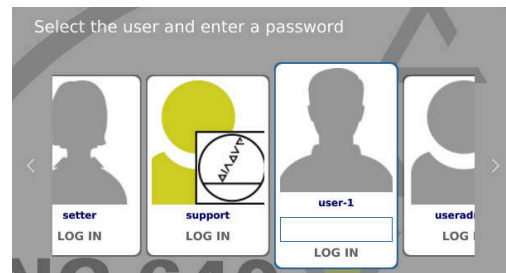 Select the user and enter a password
setter
LOG IN
support
LOG IN
user-1
LOG IN